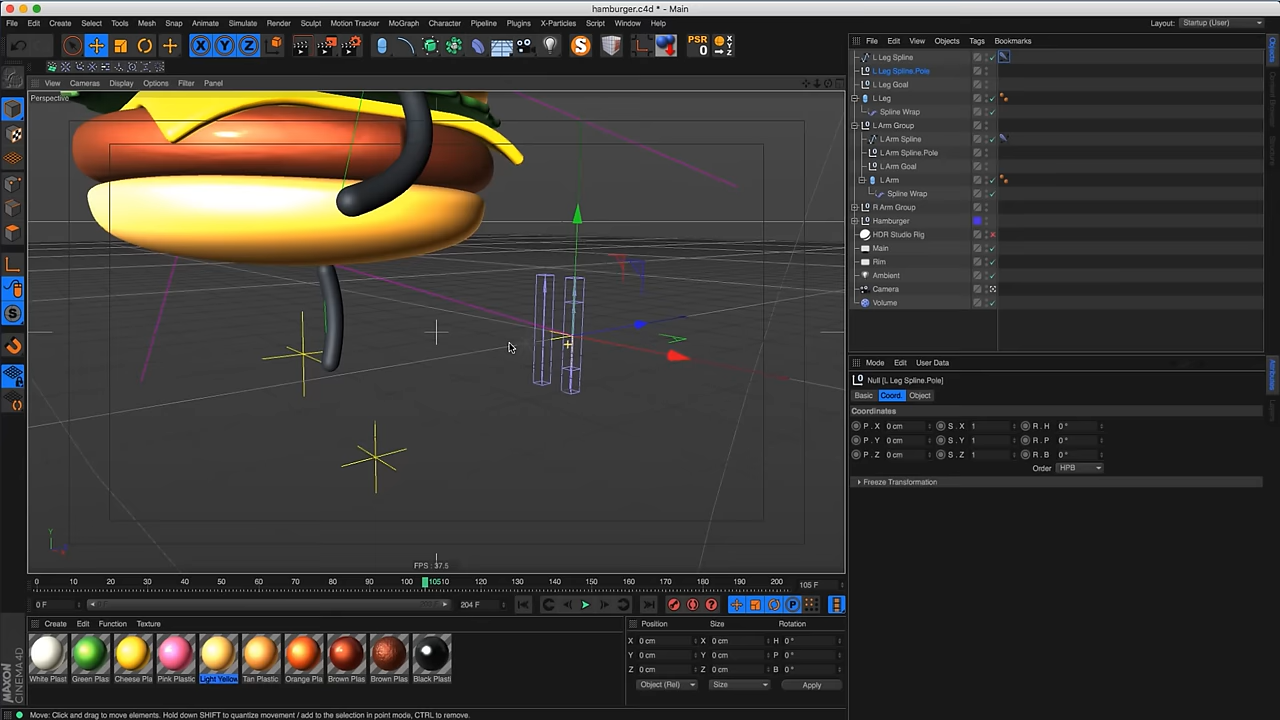 hamburger.c4d * - Main
File Edit Create Select Tools Mesh Snap Animate Simulate Render Sculpt Motion Tracker MoGraph Character Pipeline Plugins X-Particles Script Window Help
Layout: Startup (User)
X Y Z
PSR
0
File Edit View Objects Tags Bookmarks
View Cameras Display Options Filter Panel
Perspective
L Leg Spline
L Leg Spline.Pole
L Leg Goal
L Leg
Spline Wrap
L Arm Group
L Arm Spline
L Arm Spline.Pole
L Arm Goal
L Arm
Spline Wrap
R Arm Group
Hamburger
HDR Studio Rig
Main
Rim
Ambient
Camera
Volume
Mode Edit User Data
Null [L Leg Spline.Pole]
Basic Coord. Object
Coordinates
P . X 0 cm S . X 1 R . H 0 °
P . Y 0 cm S . Y 1 R . P 0 °
P . Z 0 cm S . Z 1 R . B 0 °
Order HPB
Freeze Transformation
FPS : 37.5
0 10 20 30 40 50 60 70 80 90 100 105 110 120 130 140 150 160 170 180 190 200 105 F
0 F 204 F
Create Edit Function Texture
White Plast Green Plas Cheese Pla Pink Plastic Light Yellow Tan Plastic Orange Pla Brown Plas Brown Plas Black Plasti
Position Size Rotation
X 0 cm X 0 cm H 0 °
Y 0 cm Y 0 cm P 0 °
Z 0 cm Z 0 cm B 0 °
Object (Rel) Size Apply
MAXON CINEMA 4D
Move: Click and drag to move elements. Hold down SHIFT to quantize movement / add to the selection in point mode, CTRL to remove.